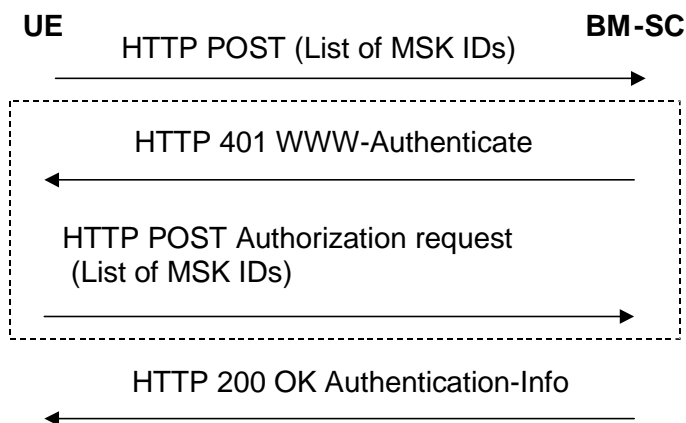 UE
BM-SC
HTTP POST (List of MSK IDs)
HTTP 401 WWW-Authenticate
HTTP POST Authorization request
(List of MSK IDs)
HTTP 200 OK Authentication-Info